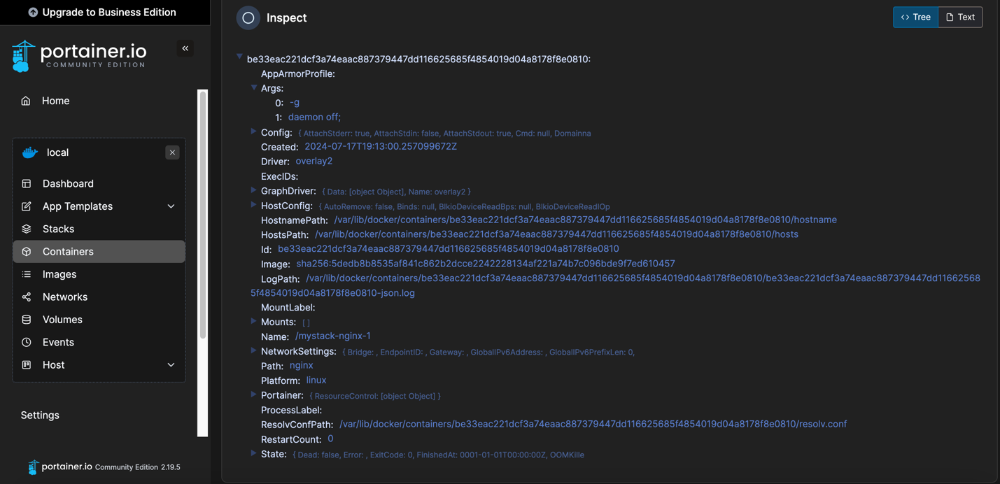 Upgrade to Business Edition
portainer.io
COMMUNITY EDITION
Home
local
Dashboard
App Templates
Stacks
Containers
Images
Networks
Volumes
Events
Host
Settings
portainer.io Community Edition 2.19.5
Inspect
Tree
Text
be33eac221dcf3a74eaac887379447dd116625685f4854019d04a8178f8e0810:
AppArmorProfile:
Args:
0: -g
1: daemon off;
Config: { AttachStderr: true, AttachStdin: false, AttachStdout: true, Cmd: null, Domainna
Created: 2024-07-17T19:13:00.257099672Z
Driver: overlay2
ExecIDs:
GraphDriver: { Data: [object Object], Name: overlay2 }
HostConfig: { AutoRemove: false, Binds: null, BlkioDeviceReadBps: null, BlkioDeviceReadIOp
HostnamePath: /var/lib/docker/containers/be33eac221dcf3a74eaac887379447dd116625685f4854019d04a8178f8e0810/hostname
HostsPath: /var/lib/docker/containers/be33eac221dcf3a74eaac887379447dd116625685f4854019d04a8178f8e0810/hosts
Id: be33eac221dcf3a74eaac887379447dd116625685f4854019d04a8178f8e0810
Image: sha256:5dedb8b8535af841c862b2dcce2242228134af221a74b7c096bde9f7ed610457
LogPath: /var/lib/docker/containers/be33eac221dcf3a74eaac887379447dd116625685f4854019d04a8178f8e0810/be33eac221dcf3a74eaac887379447dd11662568
5f4854019d04a8178f8e0810-json.log
MountLabel:
Mounts: [ ]
Name: /mystack-nginx-1
NetworkSettings: { Bridge: , EndpointID: , Gateway: , GlobalIPv6Address: , GlobalIPv6PrefixLen: 0,
Path: nginx
Platform: linux
Portainer: { ResourceControl: [object Object] }
ProcessLabel:
ResolvConfPath: /var/lib/docker/containers/be33eac221dcf3a74eaac887379447dd116625685f4854019d04a8178f8e0810/resolv.conf
RestartCount: 0
State: { Dead: false, Error: , ExitCode: 0, FinishedAt: 0001-01-01T00:00:00Z, OOMKille